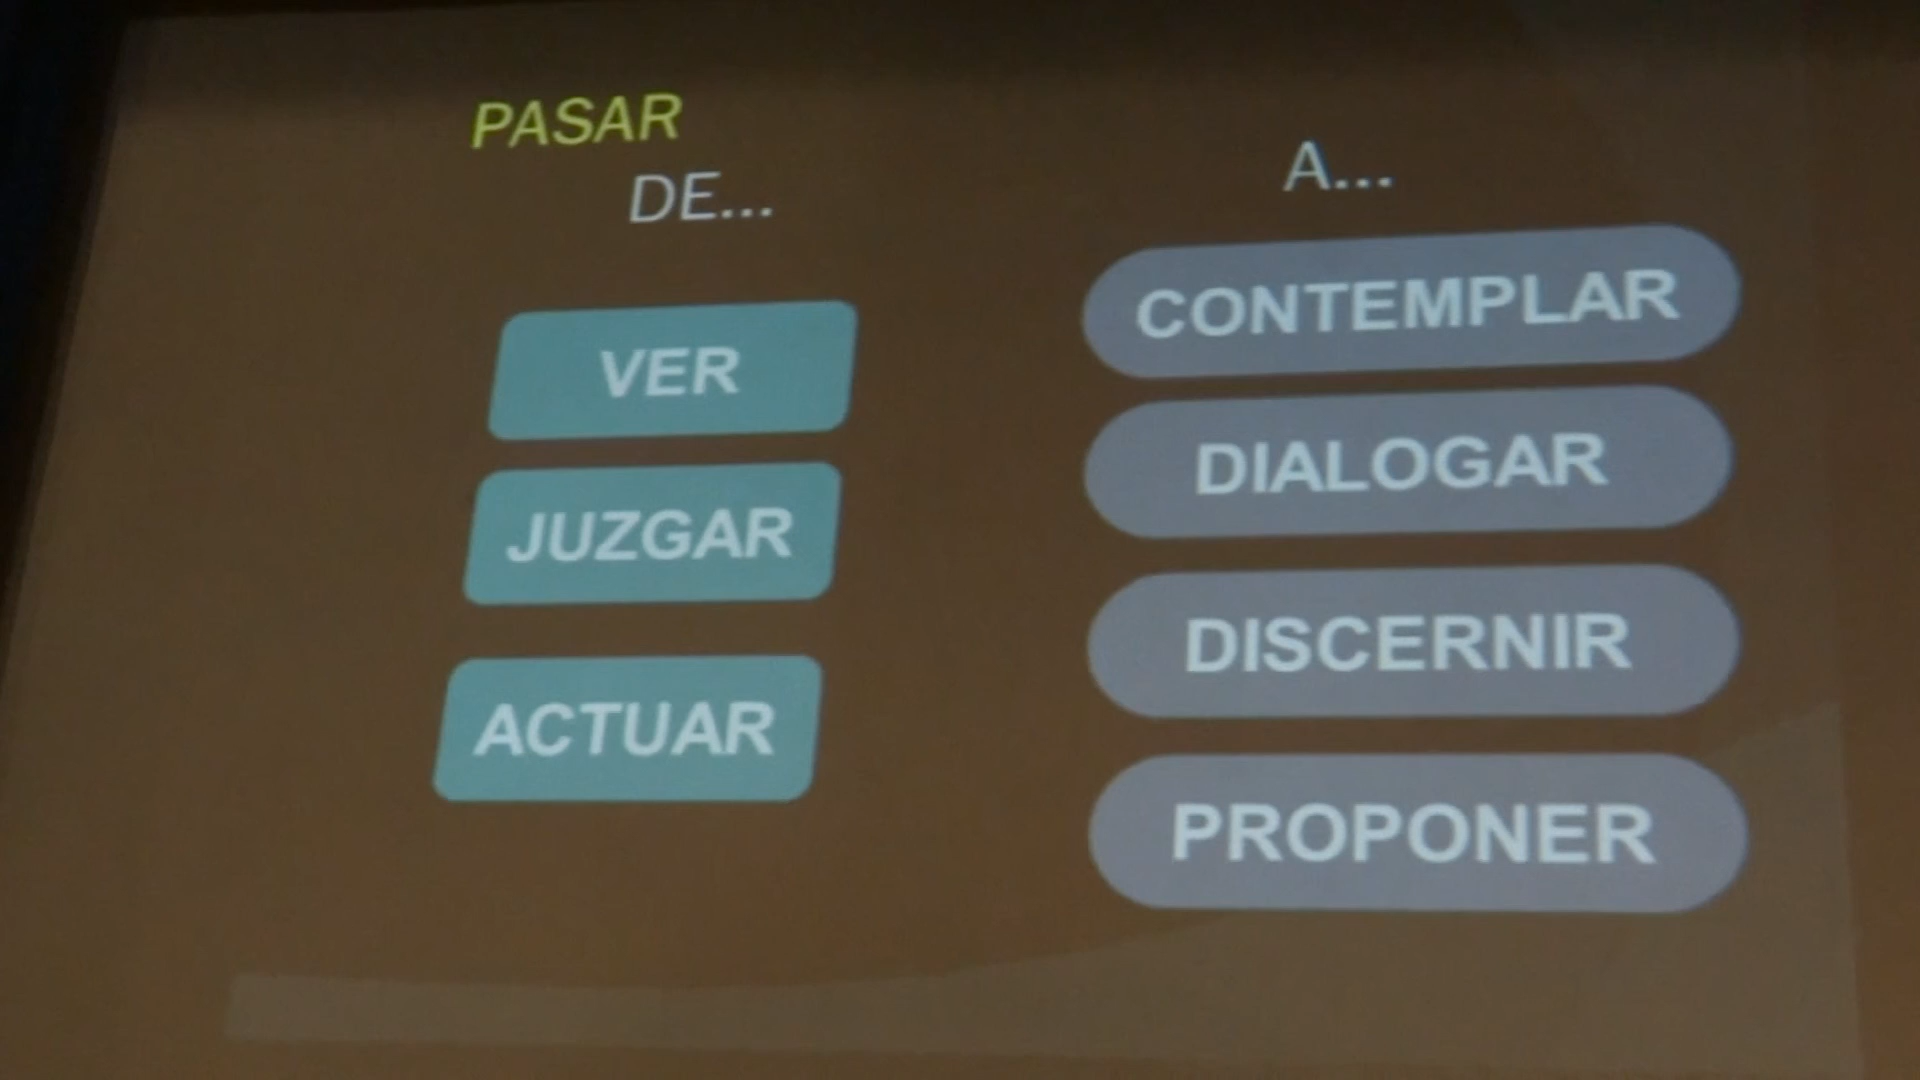 PASAR
DE...
VER
JUZGAR
ACTUAR
A...
CONTEMPLAR
DIALOGAR
DISCERNIR
PROPONER